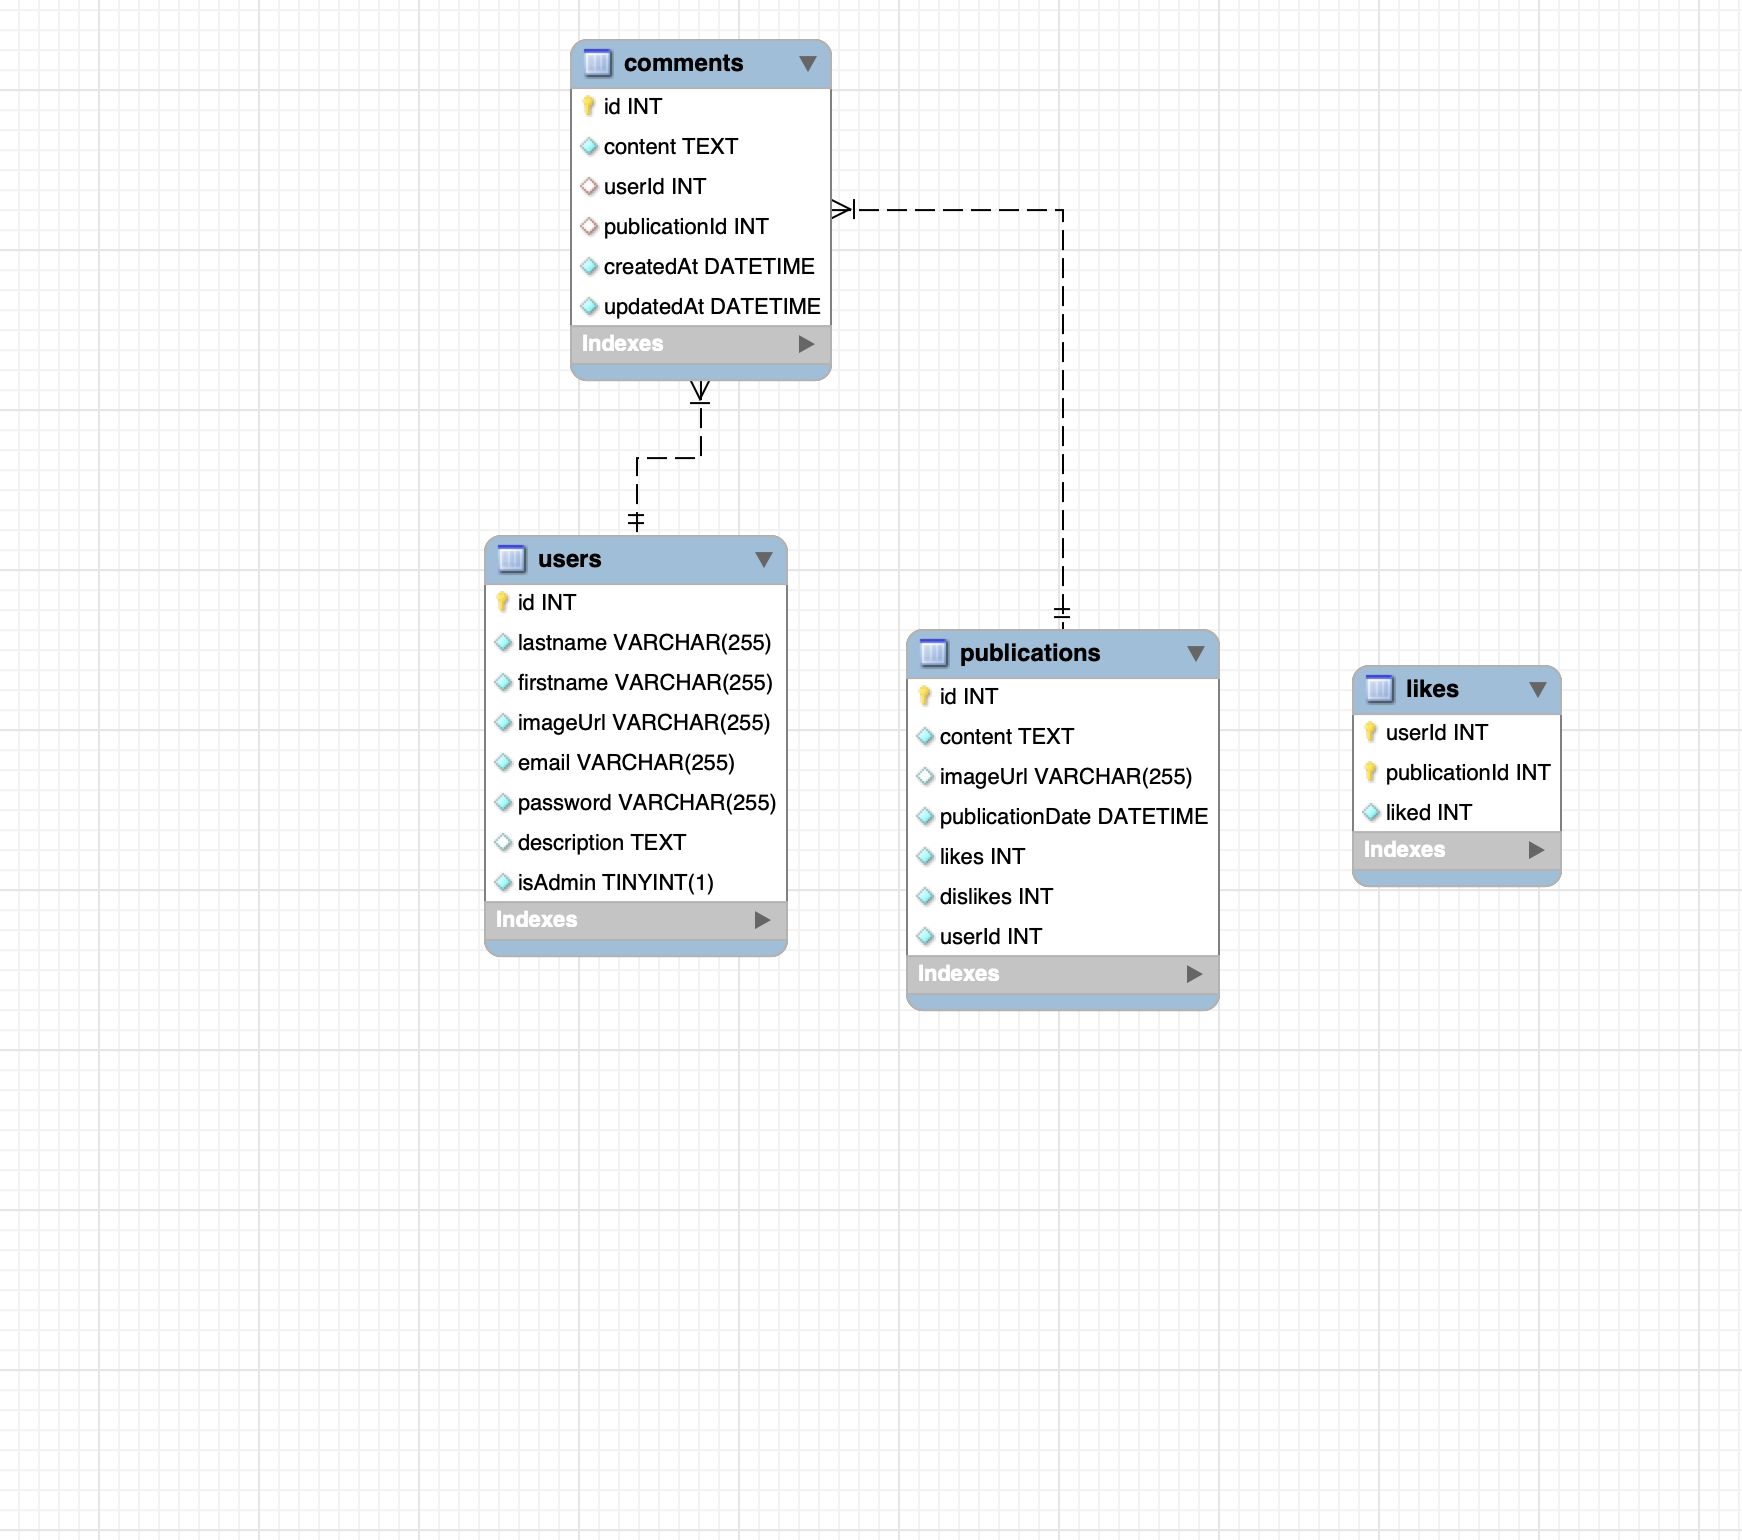 comments
id INT
content TEXT
userId INT
publicationId INT
createdAt DATETIME
updatedAt DATETIME
Indexes
users
id INT
lastname VARCHAR(255)
firstname VARCHAR(255)
imageUrl VARCHAR(255)
email VARCHAR(255)
password VARCHAR(255)
description TEXT
isAdmin TINYINT(1)
Indexes
publications
id INT
content TEXT
imageUrl VARCHAR(255)
publicationDate DATETIME
likes INT
dislikes INT
userId INT
Indexes
likes
userId INT
publicationId INT
liked INT
Indexes